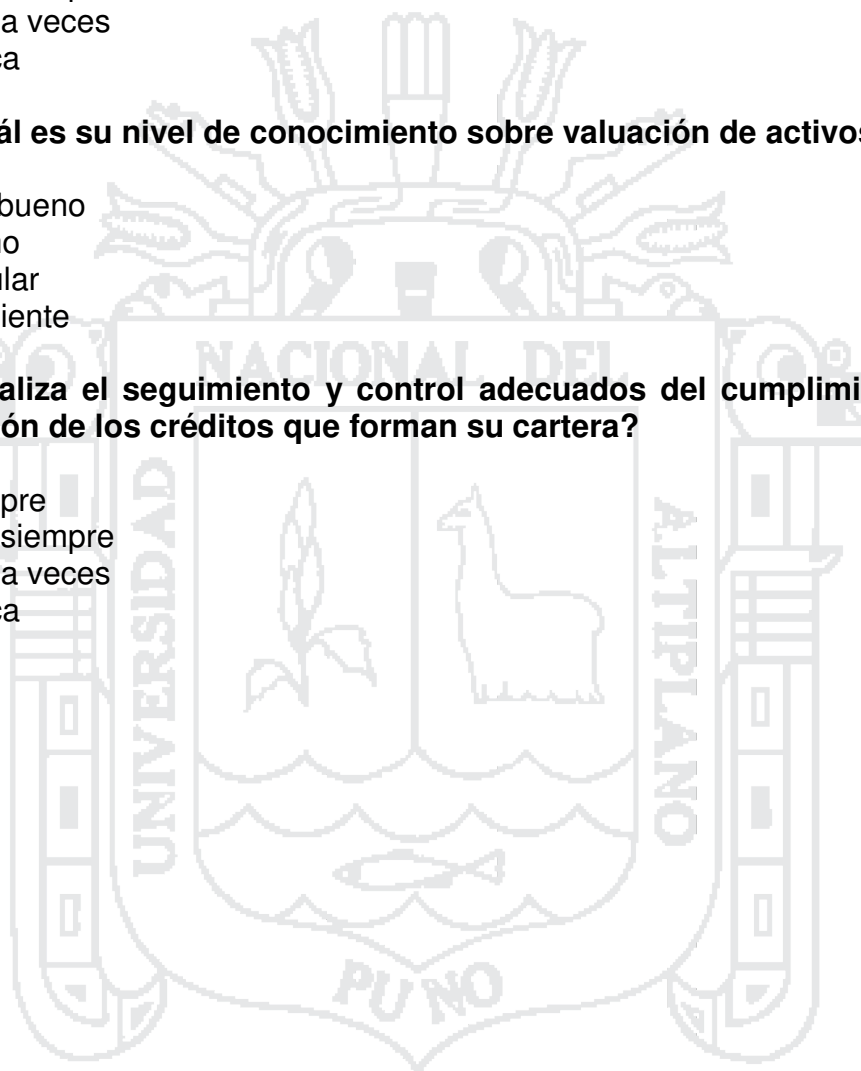 a veces
ca
ál es su nivel de conocimiento sobre valuación de activos
bueno
no
ular
iente
aliza el seguimiento y control adecuados del cumplimi
ión de los créditos que forman su cartera?
pre
siempre
a veces
ca
NACIONAL DEL
UNIVERSIDAD
ALTIPLANO
PUNO